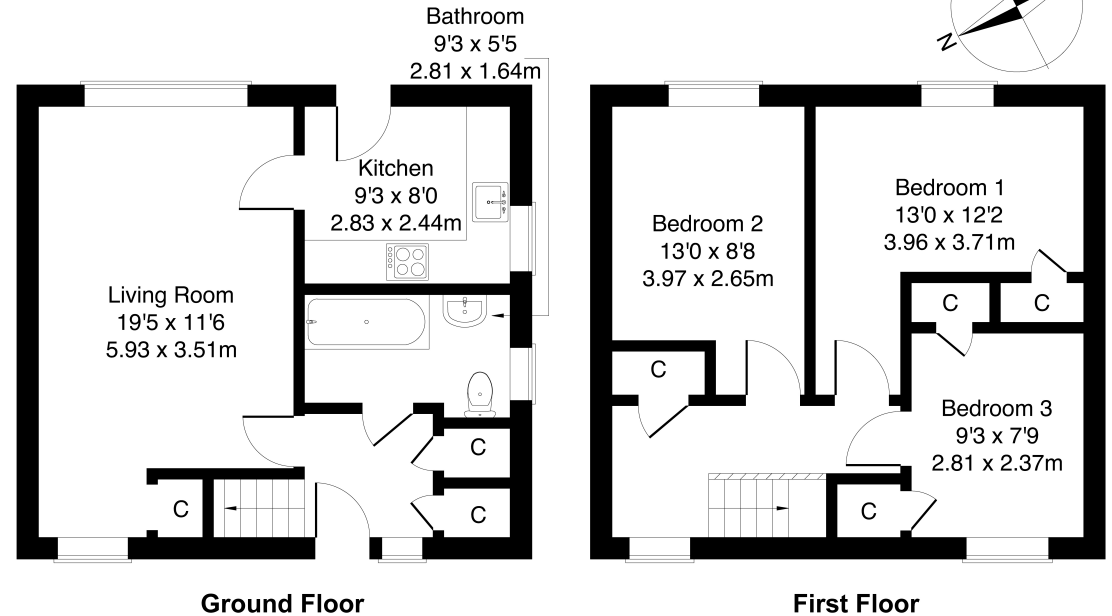 Bathroom
9'3 x 5'5
2.81 x 1.64m
N
Kitchen
9'3 x 8'0
2.83 x 2.44m
Living Room
19'5 x 11'6
5.93 x 3.51m
C
C
C
Ground Floor
Bedroom 1
13'0 x 12'2
3.96 x 3.71m
Bedroom 2
13'0 x 8'8
3.97 x 2.65m
C
C
C
Bedroom 3
9'3 x 7'9
2.81 x 2.37m
C
First Floor